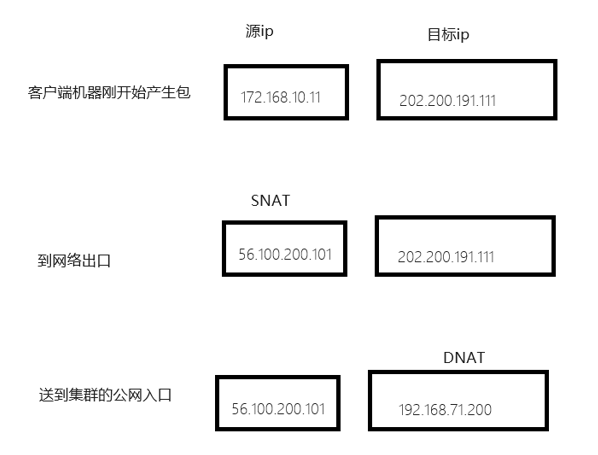 源ip
目标ip
客户端机器刚开始产生包
172.168.10.11
202.200.191.111
SNAT
到网络出口
56.100.200.101
202.200.191.111
DNAT
送到集群的公网入口
56.100.200.101
192.168.71.200